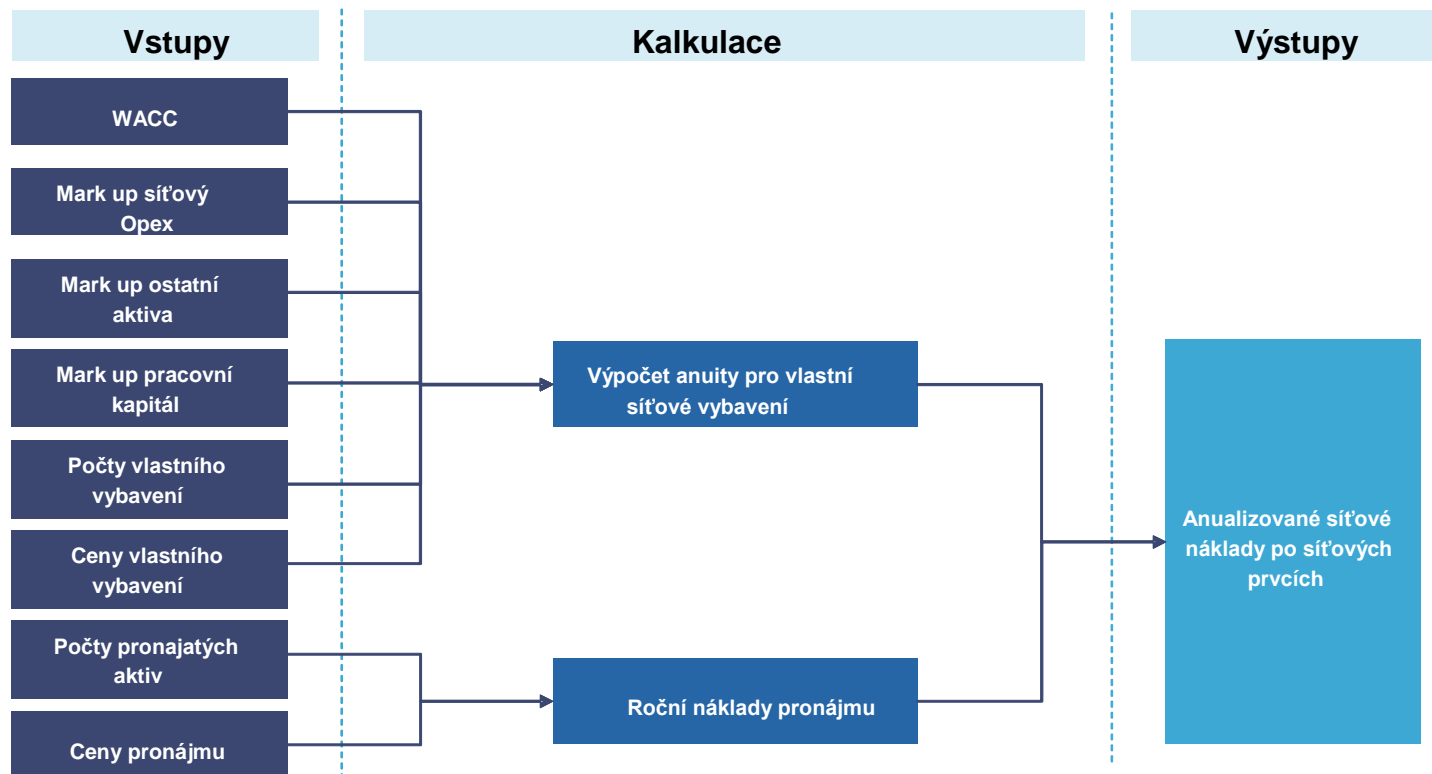 Vstupy
Kalkulace
Výstupy
WACC
Mark up síťový
Opex
Mark up ostatní
aktiva
Mark up pracovní
kapitál
Počty vlastního
vybavení
Ceny vlastního
vybavení
Počty pronajatých
aktiv
Ceny pronájmu
Výpočet anuity pro vlastní
síťové vybavení
Roční náklady pronájmu
Anualizované síťové
náklady po síťových
prvcích